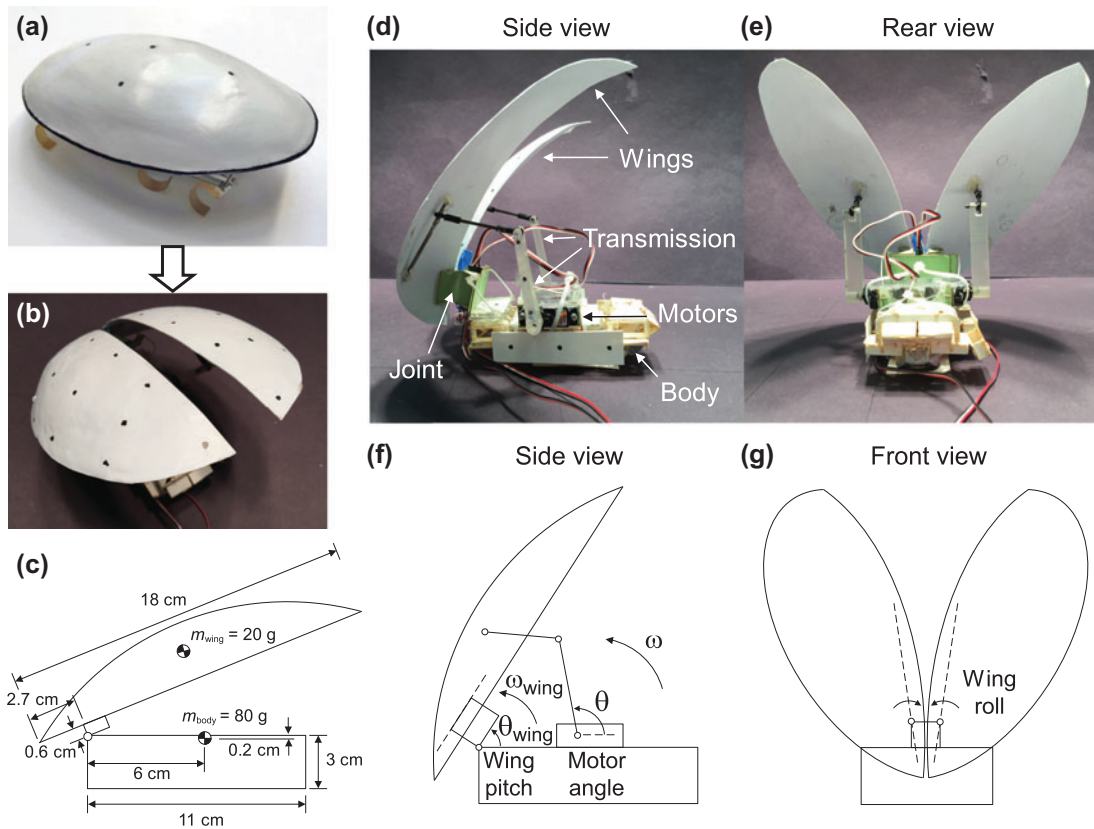 (a)
(b)
(c)
18 cm
m_wing = 20 g
2.7 cm
m_body = 80 g
0.6 cm
0.2 cm
3 cm
6 cm
11 cm
(d) Side view
Wings
Transmission
Motors
Joint
Body
(e) Rear view
(f) Side view
ω
ω_wing
θ
θ_wing
Wing pitch
Motor angle
(g) Front view
Wing
roll